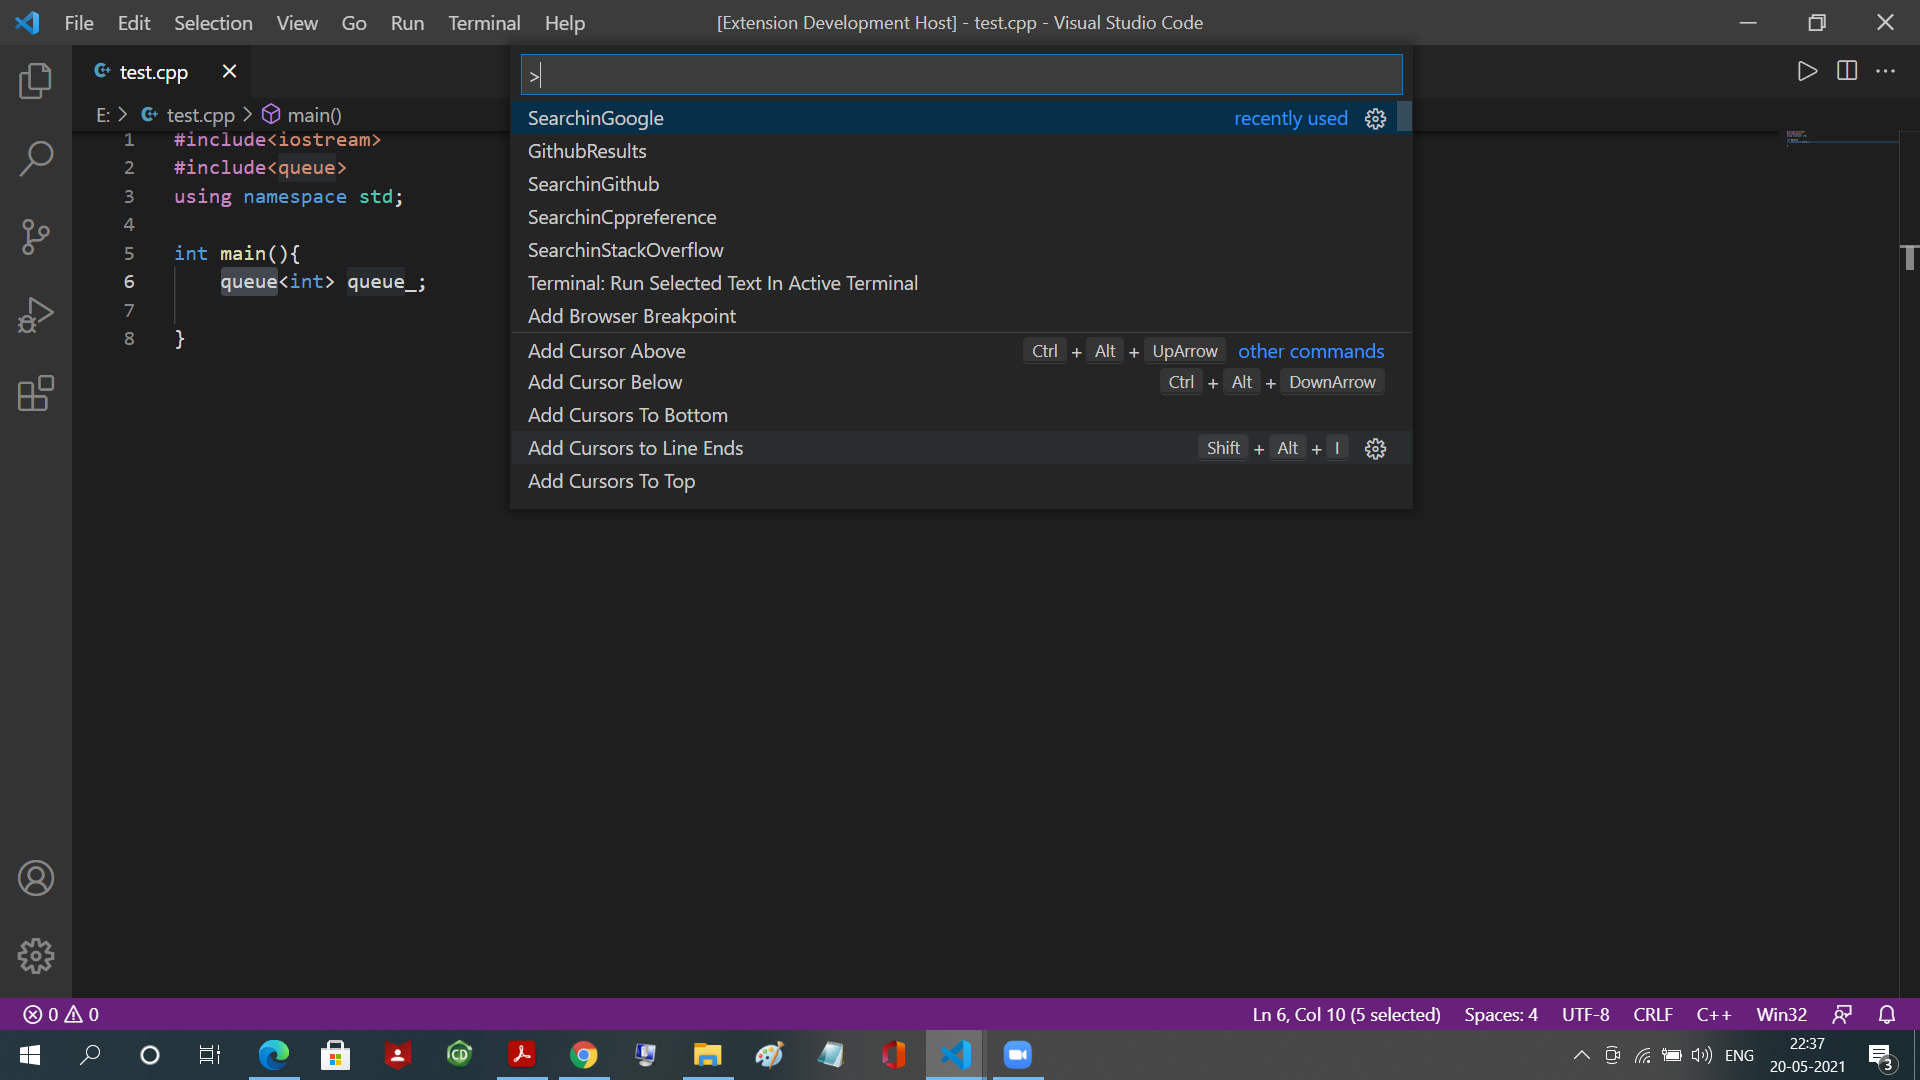 File Edit Selection View Go Run Terminal Help [Extension Development Host] - test.cpp - Visual Studio Code
test.cpp
E: > test.cpp > main()
1 #include<iostream>
2 #include<queue>
3 using namespace std;
4
5 int main(){
6 queue<int> queue_;
7
8 }
>
SearchinGoogle recently used
GithubResults
SearchinGithub
SearchinCppreference
SearchinStackOverflow
Terminal: Run Selected Text In Active Terminal
Add Browser Breakpoint
Add Cursor Above Ctrl + Alt + UpArrow other commands
Add Cursor Below Ctrl + Alt + DownArrow
Add Cursors To Bottom
Add Cursors to Line Ends Shift + Alt + I
Add Cursors To Top
0 0 Ln 6, Col 10 (5 selected) Spaces: 4 UTF-8 CRLF C++ Win32
CD
ENG
22:37
20-05-2021
3